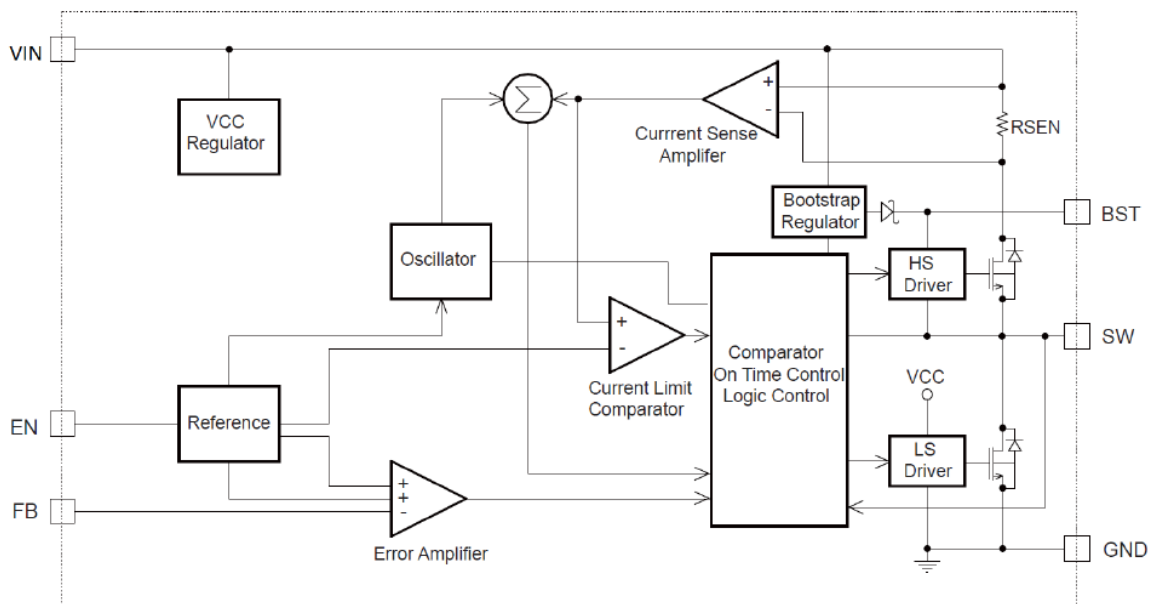 VIN
VCC
Regulator
Σ
+
-
Currrent Sense
Amplifer
RSEN
Bootstrap
Regulator
BST
Oscillator
HS
Driver
+
-
Current Limit
Comparator
Comparator
On Time Control
Logic Control
SW
VCC
EN
Reference
LS
Driver
FB
+
+
-
Error Amplifier
GND